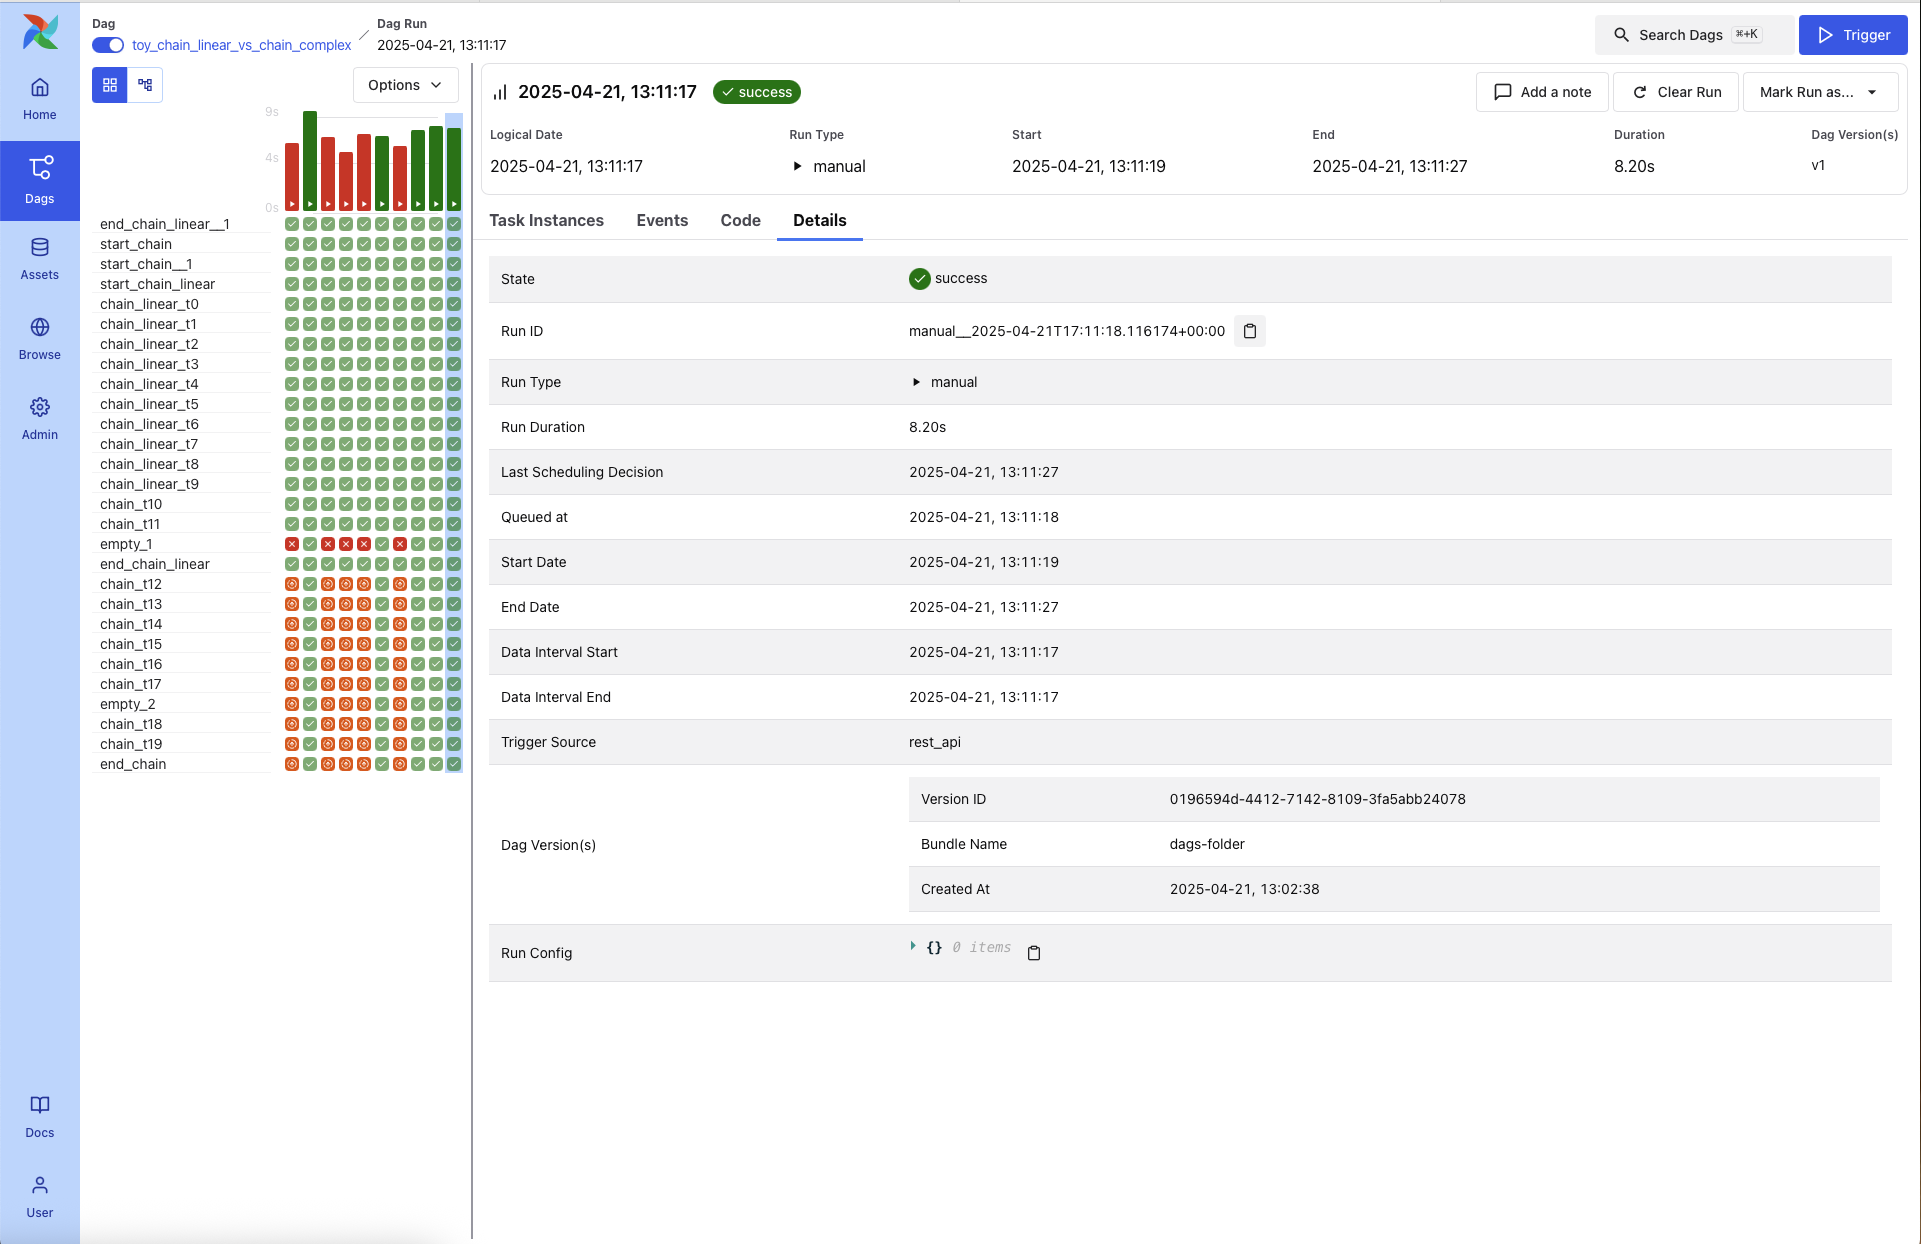 Dag
toy_chain_linear_vs_chain_complex
Dag Run
2025-04-21, 13:11:17
Search Dags ⌘+K
Trigger
Home
Dags
Assets
Browse
Admin
Docs
User
Options
9s
4s
0s
end_chain_linear__1
start_chain
start_chain__1
start_chain_linear
chain_linear_t0
chain_linear_t1
chain_linear_t2
chain_linear_t3
chain_linear_t4
chain_linear_t5
chain_linear_t6
chain_linear_t7
chain_linear_t8
chain_linear_t9
chain_t10
chain_t11
empty_1
end_chain_linear
chain_t12
chain_t13
chain_t14
chain_t15
chain_t16
chain_t17
empty_2
chain_t18
chain_t19
end_chain
2025-04-21, 13:11:17 success
Add a note
Clear Run
Mark Run as...
Logical Date Run Type Start End Duration Dag Version(s)
2025-04-21, 13:11:17 manual 2025-04-21, 13:11:19 2025-04-21, 13:11:27 8.20s v1
Task Instances Events Code Details
State success
Run ID manual__2025-04-21T17:11:18.116174+00:00
Run Type manual
Run Duration 8.20s
Last Scheduling Decision 2025-04-21, 13:11:27
Queued at 2025-04-21, 13:11:18
Start Date 2025-04-21, 13:11:19
End Date 2025-04-21, 13:11:27
Data Interval Start 2025-04-21, 13:11:17
Data Interval End 2025-04-21, 13:11:17
Trigger Source rest_api
Dag Version(s)
Version ID 0196594d-4412-7142-8109-3fa5abb24078
Bundle Name dags-folder
Created At 2025-04-21, 13:02:38
Run Config {} 0 items